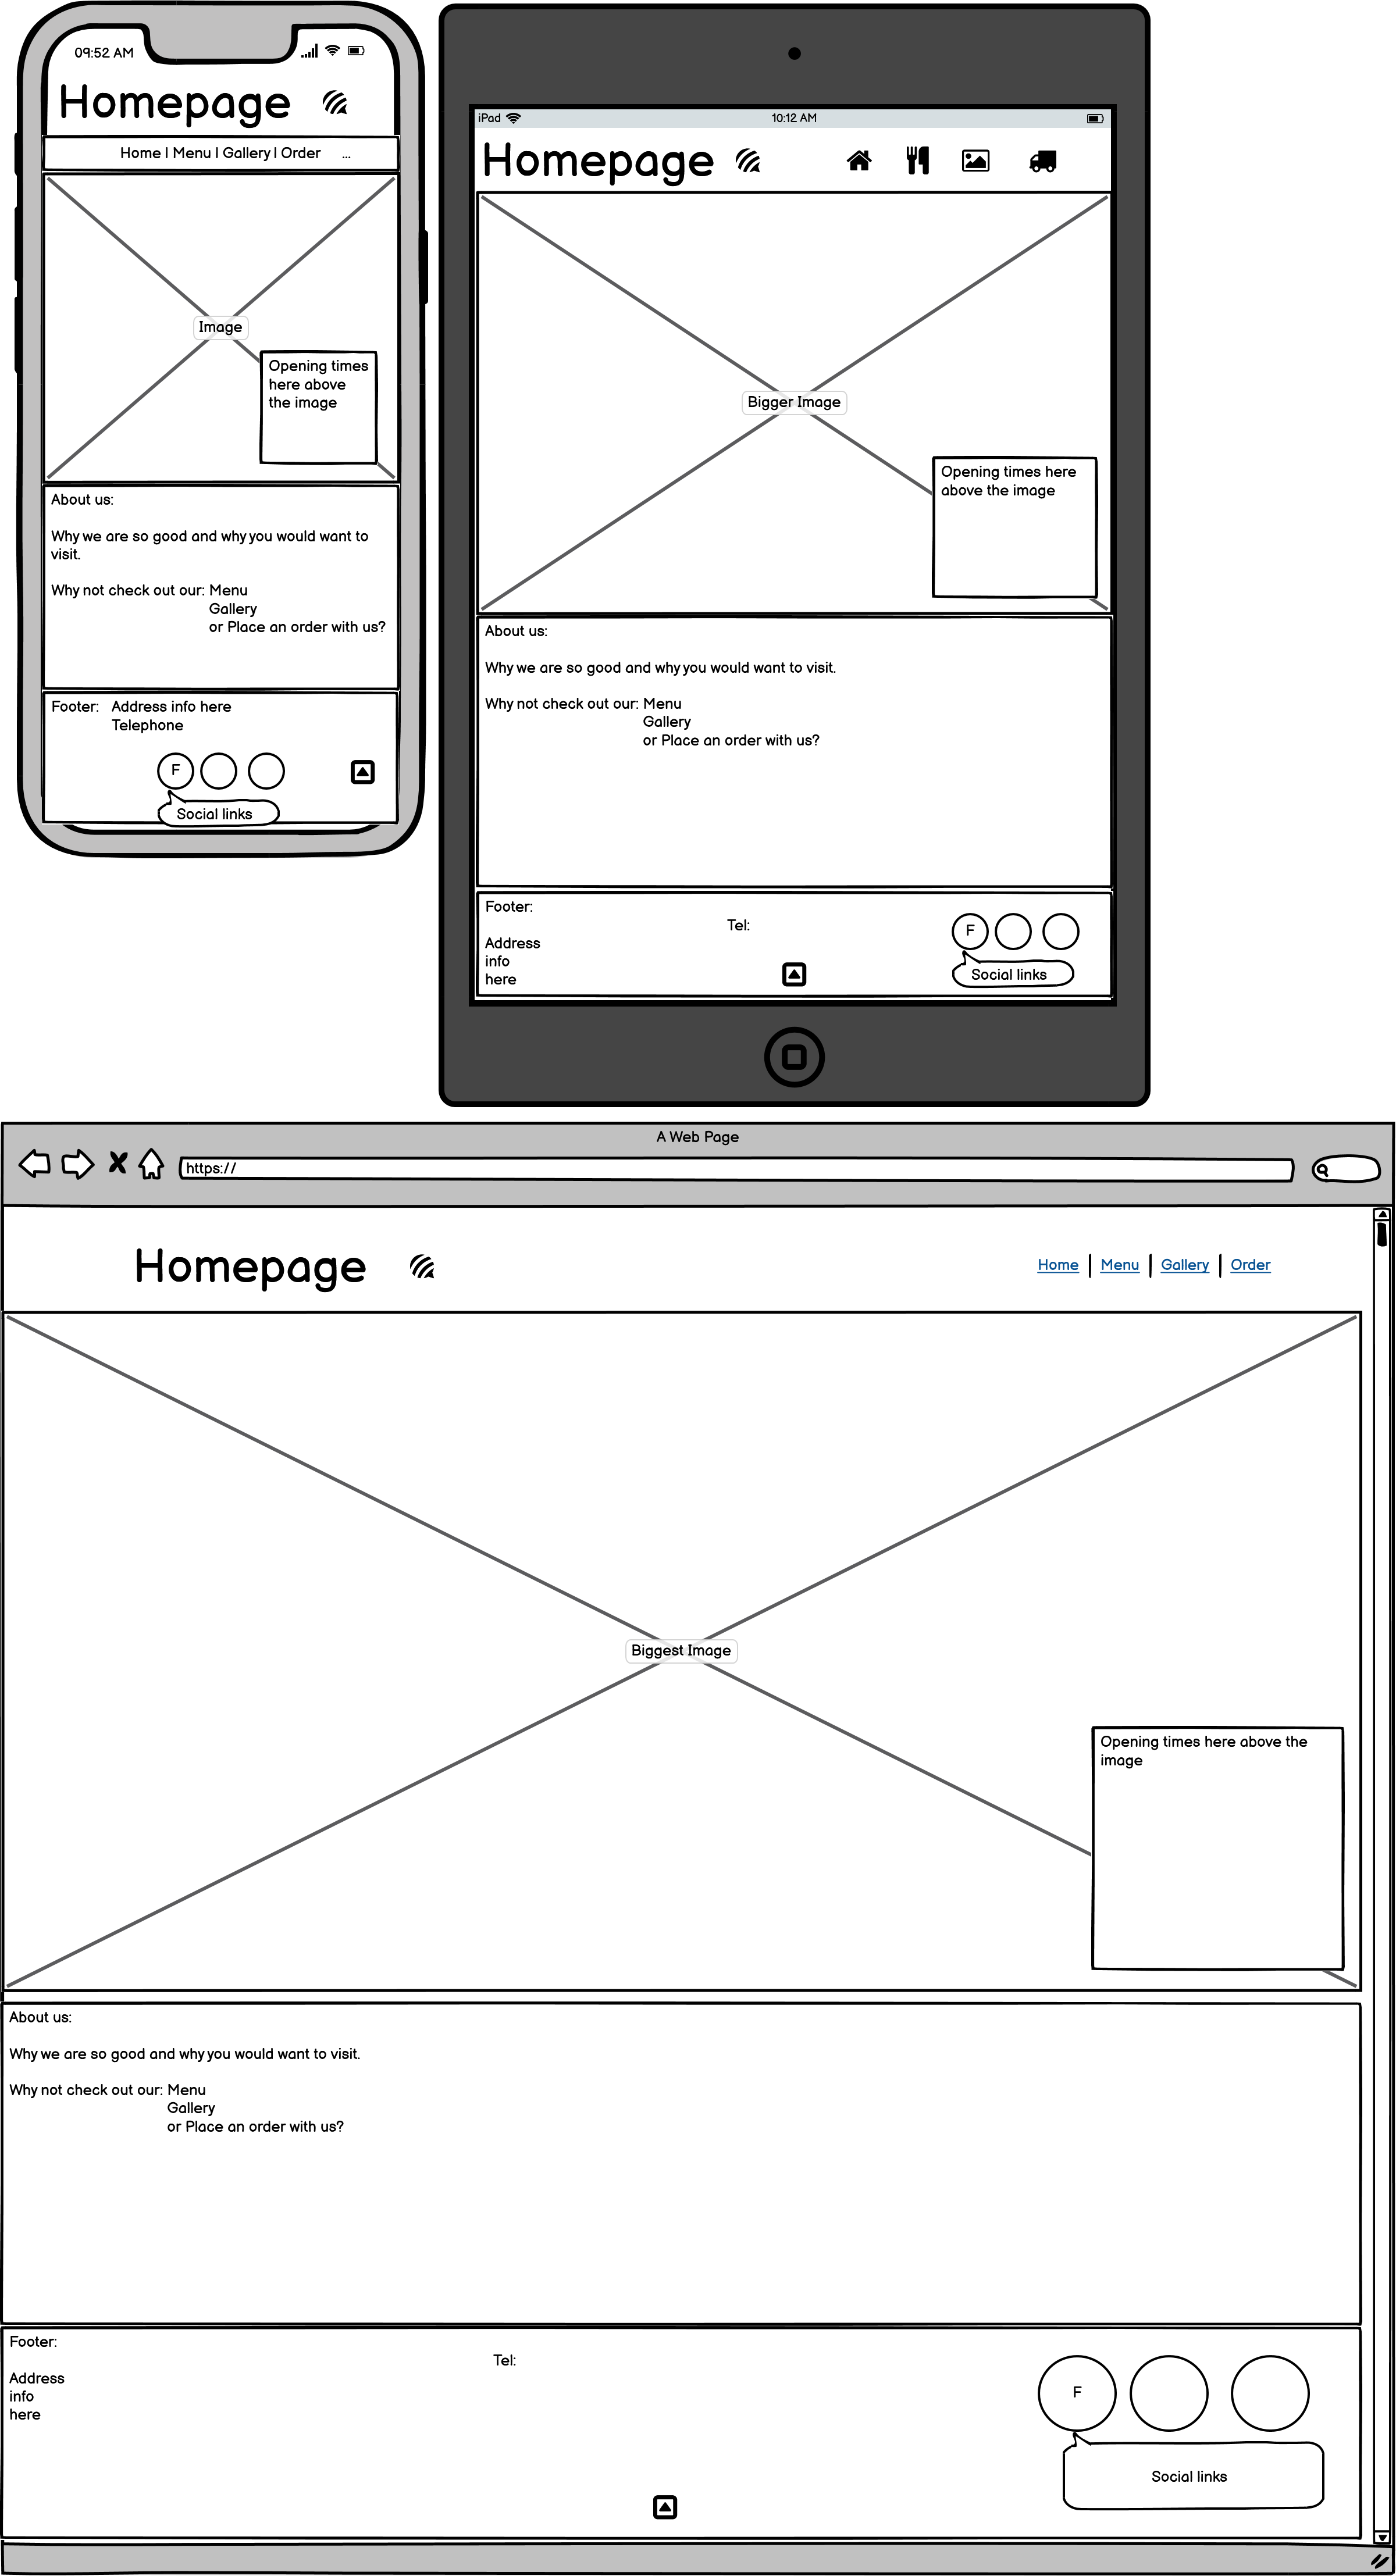 09:52 AM
Homepage
Home | Menu | Gallery | Order ...
Image
Opening times
here above
the image
About us:
Why we are so good and why you would want to
visit.
Why not check out our: Menu
Gallery
or Place an order with us?
Footer: Address info here
Telephone
F
Social links
iPad 10:12 AM
Homepage
Bigger Image
Opening times here
above the image
About us:
Why we are so good and why you would want to visit.
Why not check out our: Menu
Gallery
or Place an order with us?
Footer:
Tel:
Address
info
here
F
Social links
A Web Page
https://
Homepage
Home | Menu | Gallery | Order
Biggest Image
Opening times here above the
image
About us:
Why we are so good and why you would want to visit.
Why not check out our: Menu
Gallery
or Place an order with us?
Footer:
Tel:
Address
info
here
F
Social links